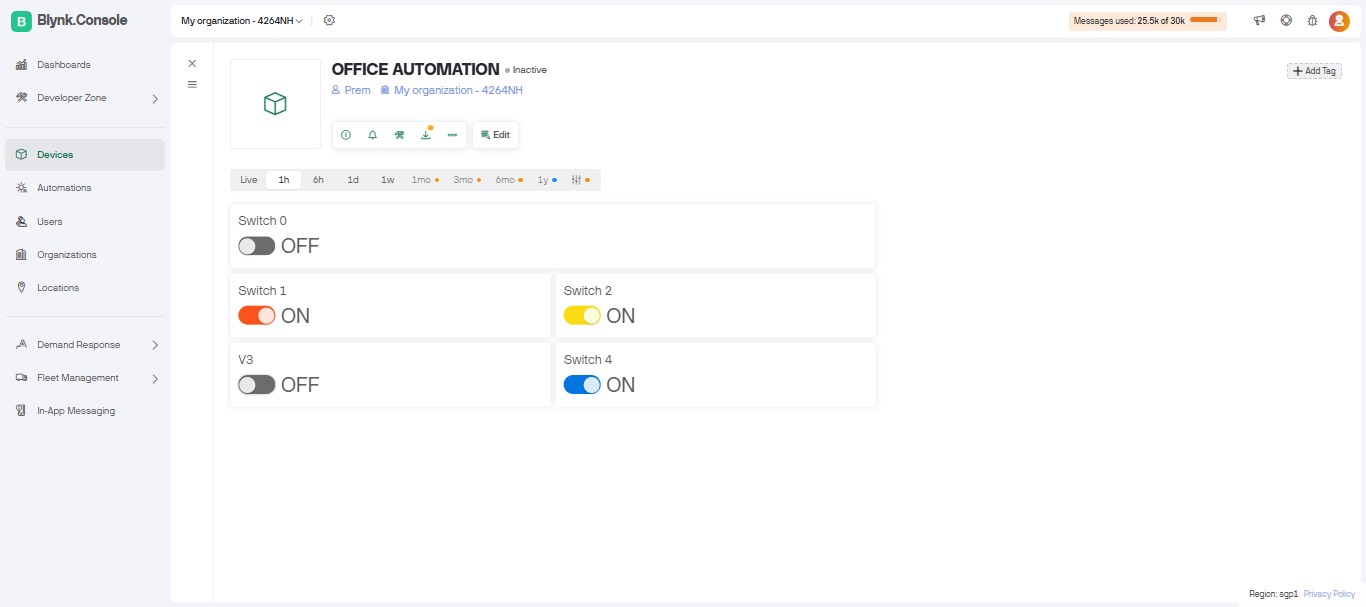 B Blynk.Console
My organization - 4264NH
Messages used: 25.5k of 30k
Dashboards
Developer Zone
Devices
Automations
Users
Organizations
Locations
Demand Response
Fleet Management
In-App Messaging
OFFICE AUTOMATION Inactive
Prem My organization - 4264NH
Add Tag
Edit
Live 1h 6h 1d 1w 1mo 3mo 6mo 1y
Switch 0
OFF
Switch 1
ON
Switch 2
ON
V3
OFF
Switch 4
ON
Region: sgp1 Privacy Policy